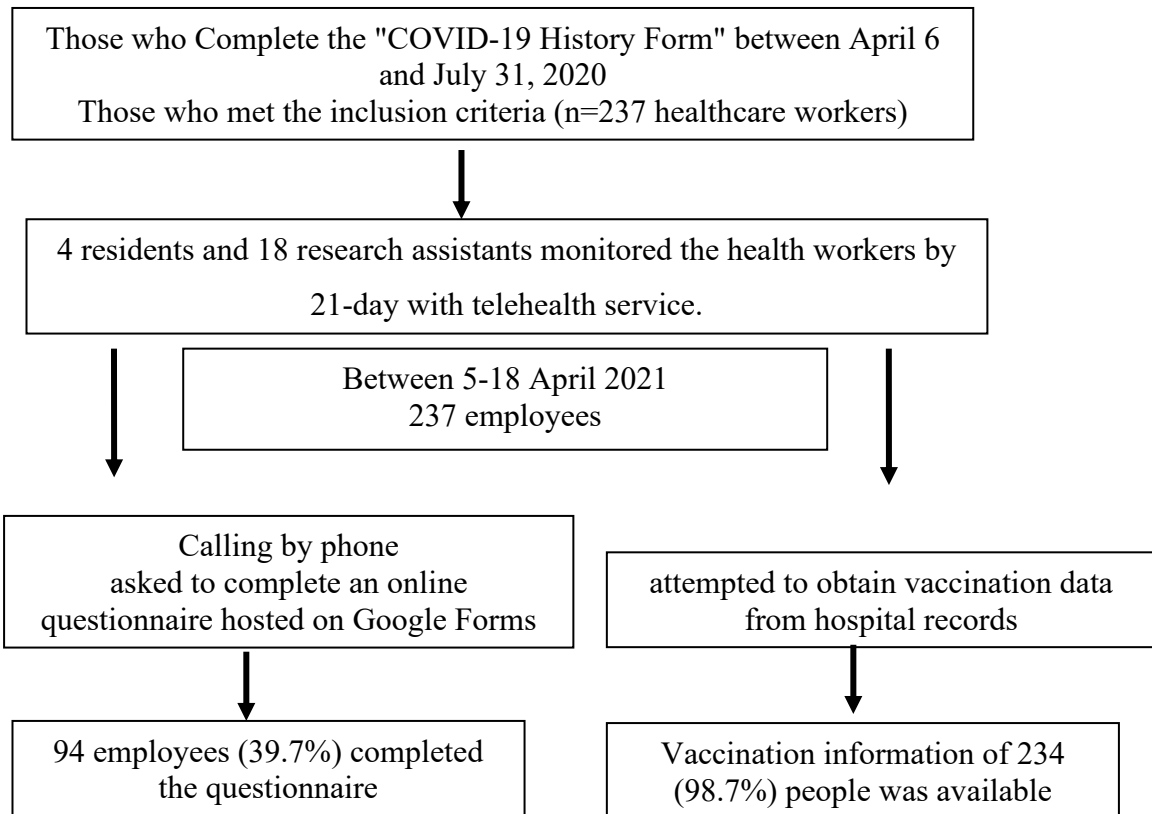 Those who Complete the "COVID-19 History Form" between April 6
and July 31, 2020
Those who met the inclusion criteria (n=237 healthcare workers)
4 residents and 18 research assistants monitored the health workers by
21-day with telehealth service.
Between 5-18 April 2021
237 employees
Calling by phone
asked to complete an online
questionnaire hosted on Google Forms
attempted to obtain vaccination data
from hospital records
94 employees (39.7%) completed
the questionnaire
Vaccination information of 234
(98.7%) people was available